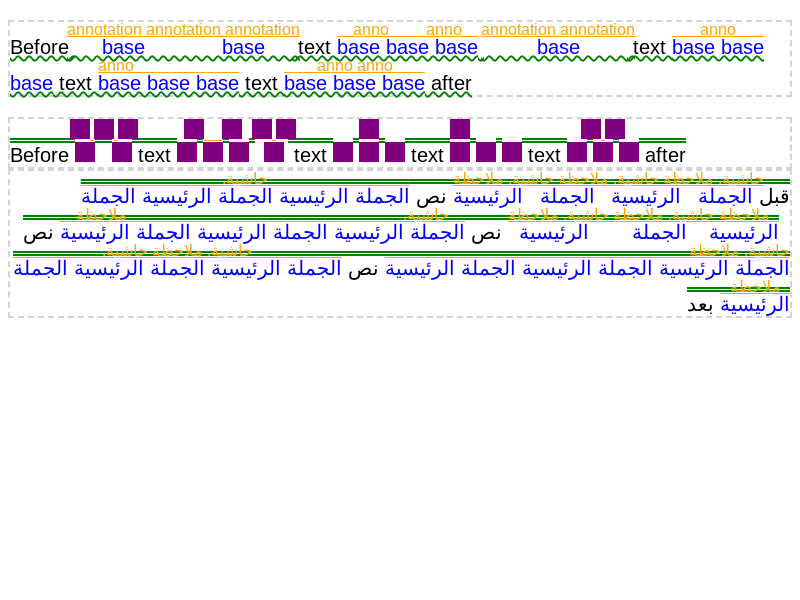 annotation annotation annotation anno anno annotation annotation anno
Before base base text base base base base text base base
anno anno anno
base text base base base text base base base after
Before text text text text after
حاشية, ملاحظة حاشية, ملاحظة حاشية, ملاحظة حاشية,
قبل الجملة الرئيسية الجملة الرئيسية نص الجملة الرئيسية الجملة الرئيسية الجملة
ملاحظة حاشية, ملاحظة حاشية, ملاحظة حاشية, ملاحظة
الرئيسية الجملة الرئيسية نص الجملة الرئيسية الجملة الرئيسية الجملة الرئيسية نص
حاشية, ملاحظة حاشية, ملاحظة حاشية,
الجملة الرئيسية الجملة الرئيسية الجملة الرئيسية نص الجملة الرئيسية الجملة الرئيسية الجملة
ملاحظة
الرئيسية بعد